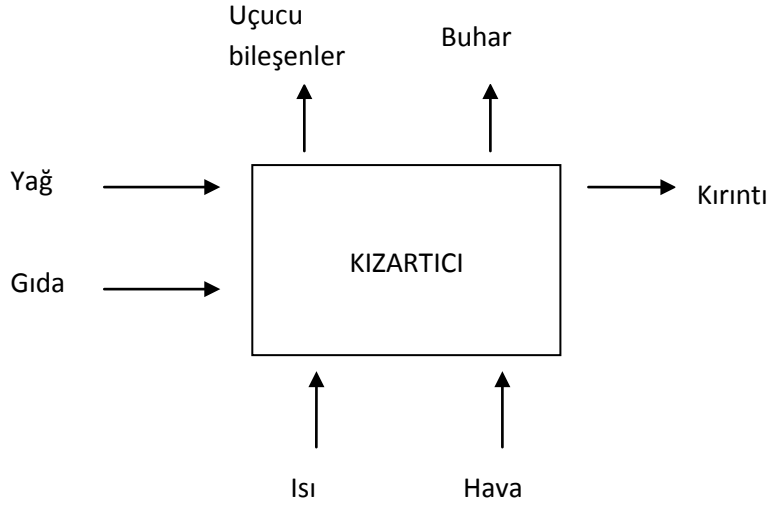 Uçucu
bileşenler
Buhar
Yağ
Kırıntı
Gıda
KIZARTICI
Isı
Hava